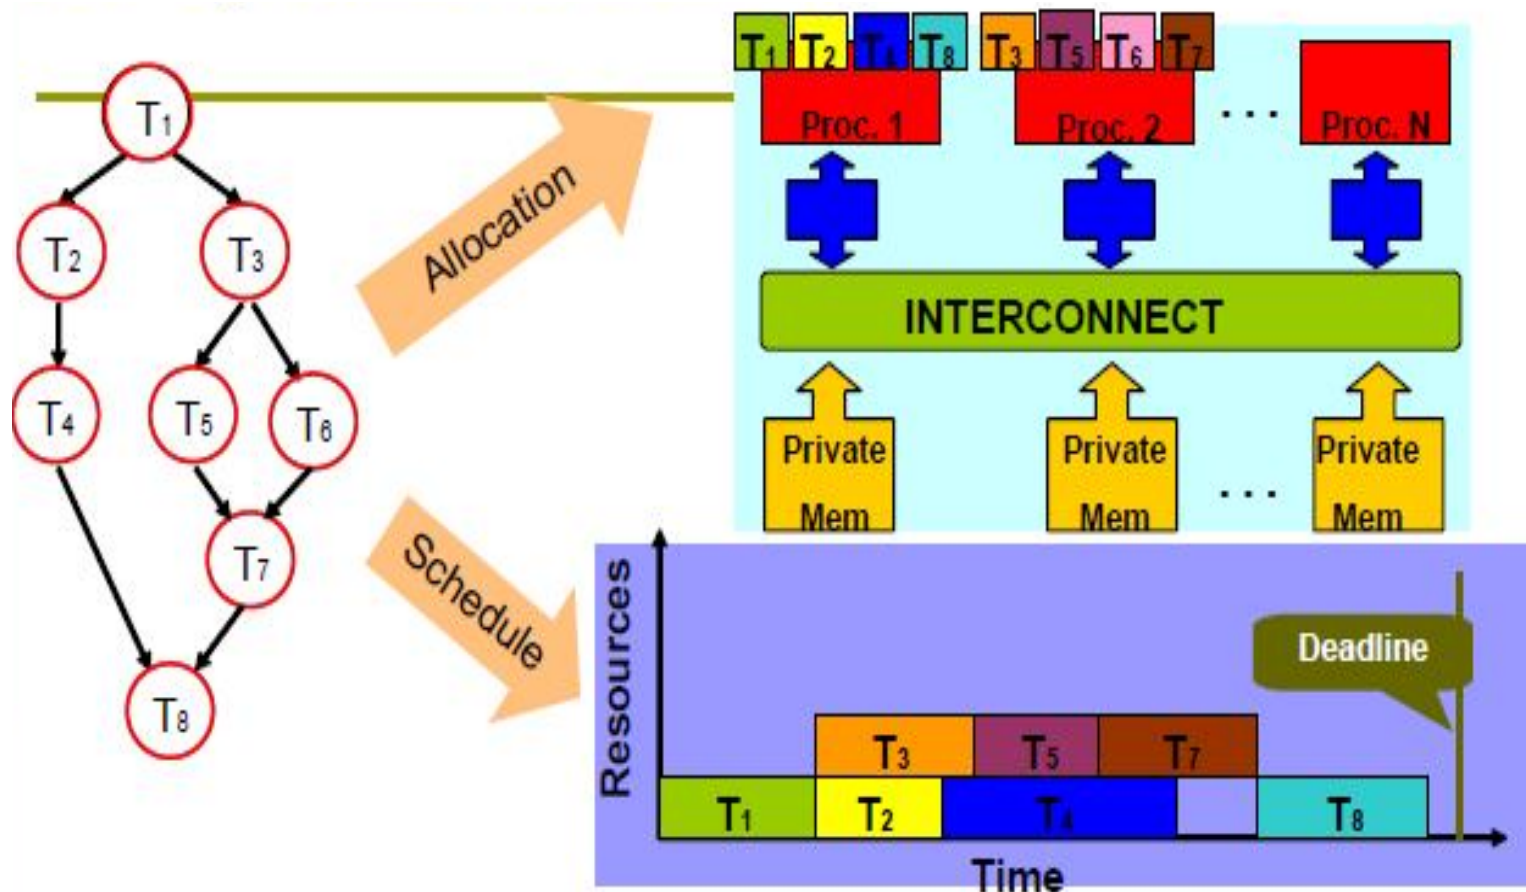 T1
T2
T3
T4
T5
T6
T7
T8
Allocation
Schedule
T1 T2 T4 T8 T3 T5 T6 T7
Proc. 1 Proc. 2 ... Proc. N
INTERCONNECT
Private Private Private
Mem Mem ... Mem
Resources
Deadline
T3 T5 T7
T1 T2 T4 T8
Time